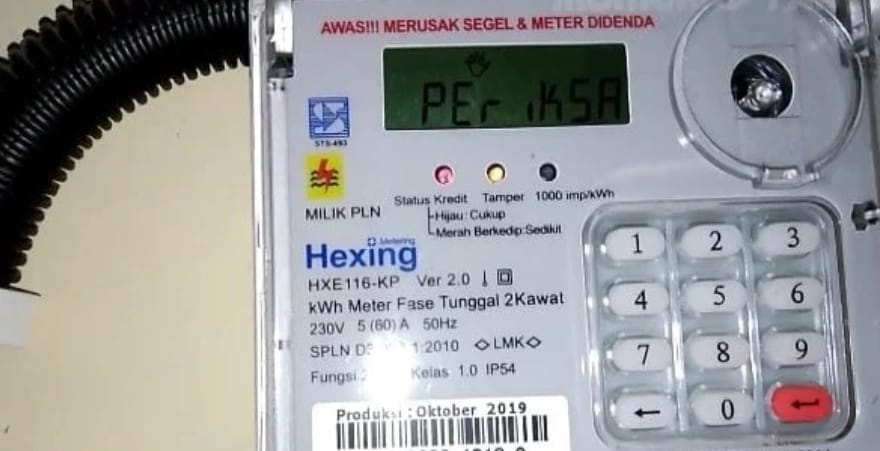 AWAS!!! MERUSAK SEGEL & METER DIDENDA
PEriKSA
STS-493
MILIK PLN
Status Kredit Tamper 1000 imp/kWh
Hijau: Cukup
Merah Berkedip:Sedikit
Metering
Hexing
HXE116-KP Ver 2.0
kWh Meter Fase Tunggal 2Kawat
230V 5 (60) A 50Hz
SPLN 1:2010 LMK
Fungsi Kelas 1.0 IP54
Produksi : Oktober 2019
1 2 3
4 5 6
7 8 9
← 0 ↵